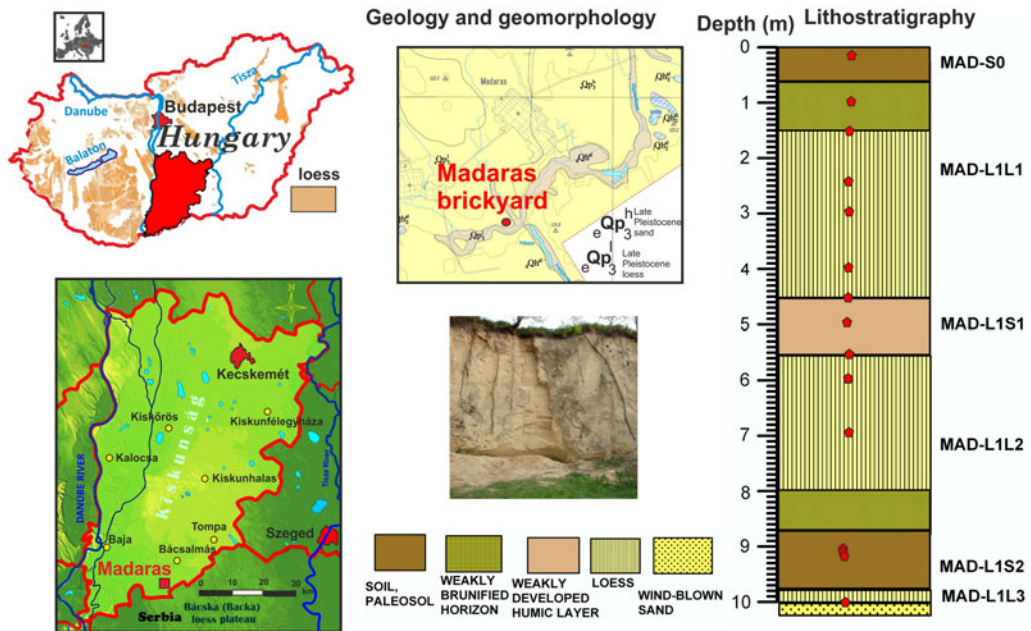 Geology and geomorphology
Depth (m)
Lithostratigraphy
Danube
Tisza
Budapest
Hungary
Balaton
loess
Madaras
Madaras
brickyard
eQp3h
Late
Pleistocene
sand
eQp3l
Late
Pleistocene
loess
Kecskemét
Kiskőrös
Kiskunfélegyháza
Kalocsa
Kiskunság
Kiskunhalas
DANUBE RIVER
Tompa
Szeged
Baja
Bácsalmás
Madaras
0 10 20 30
km
Serbia
Bácska (Backa)
loess plateau
SOIL,
PALEOSOL
WEAKLY
BRUNIFIED
HORIZON
WEAKLY
DEVELOPED
HUMIC LAYER
LOESS
WIND-BLOWN
SAND
0
1
2
3
4
5
6
7
8
9
10
MAD-S0
MAD-L1L1
MAD-L1S1
MAD-L1L2
MAD-L1S2
MAD-L1L3